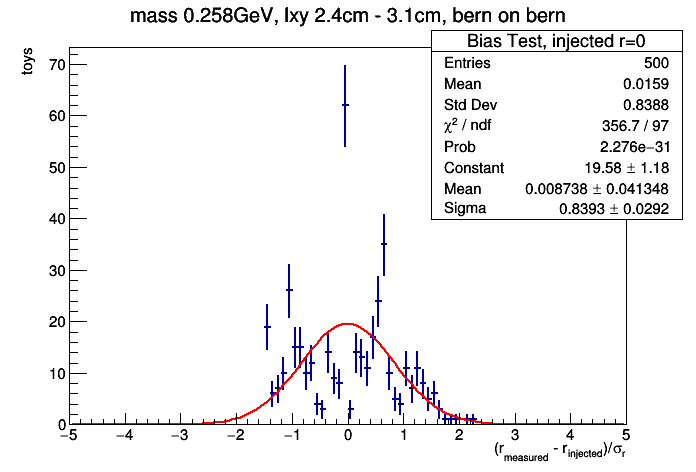 mass 0.258GeV, lxy 2.4cm - 3.1cm, bern on bern
Bias Test, injected r=0
Entries 500
Mean 0.0159
Std Dev 0.8388
χ² / ndf 356.7 / 97
Prob 2.276e−31
Constant 19.58 ± 1.18
Mean 0.008738 ± 0.041348
Sigma 0.8393 ± 0.0292
toys
70
60
50
40
30
20
10
0
−5 −4 −3 −2 −1 0 1 2 3 4 5
(r_measured - r_injected)/σ_r